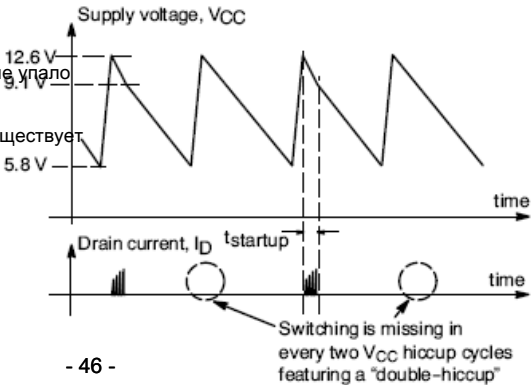 Supply voltage, VCC
12.6 V
упало
9.1 V
5.8 V
time
Drain current, ID
tstartup
time
Switching is missing in
every two VCC hiccup cycles
featuring a “double−hiccup”
- 46 -